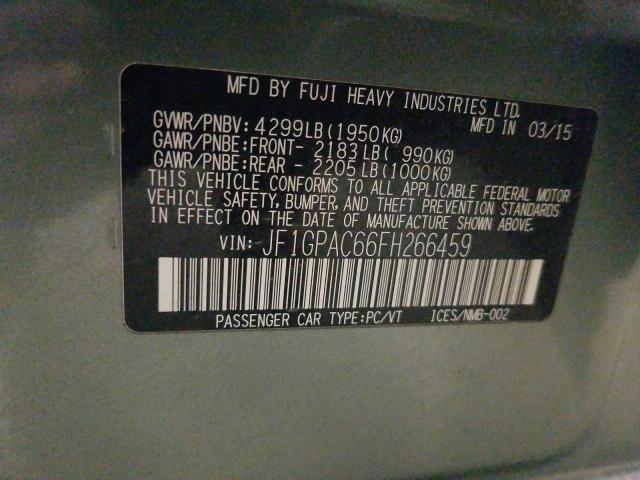 MFD BY FUJI HEAVY INDUSTRIES LTD.
MFD IN 03/15
GVWR/PNBV: 4299LB(1950KG)
GAWR/PNBE:FRONT- 2183LB( 990KG)
GAWR/PNBE:REAR - 2205LB(1000KG)
THIS VEHICLE CONFORMS TO ALL APPLICABLE FEDERAL MOTOR
VEHICLE SAFETY, BUMPER, AND THEFT PREVENTION STANDARDS
IN EFFECT ON THE DATE OF MANUFACTURE SHOWN ABOVE.
VIN: JF1GPAC66FH266459
PASSENGER CAR TYPE:PC/VT ICES/NMB-002